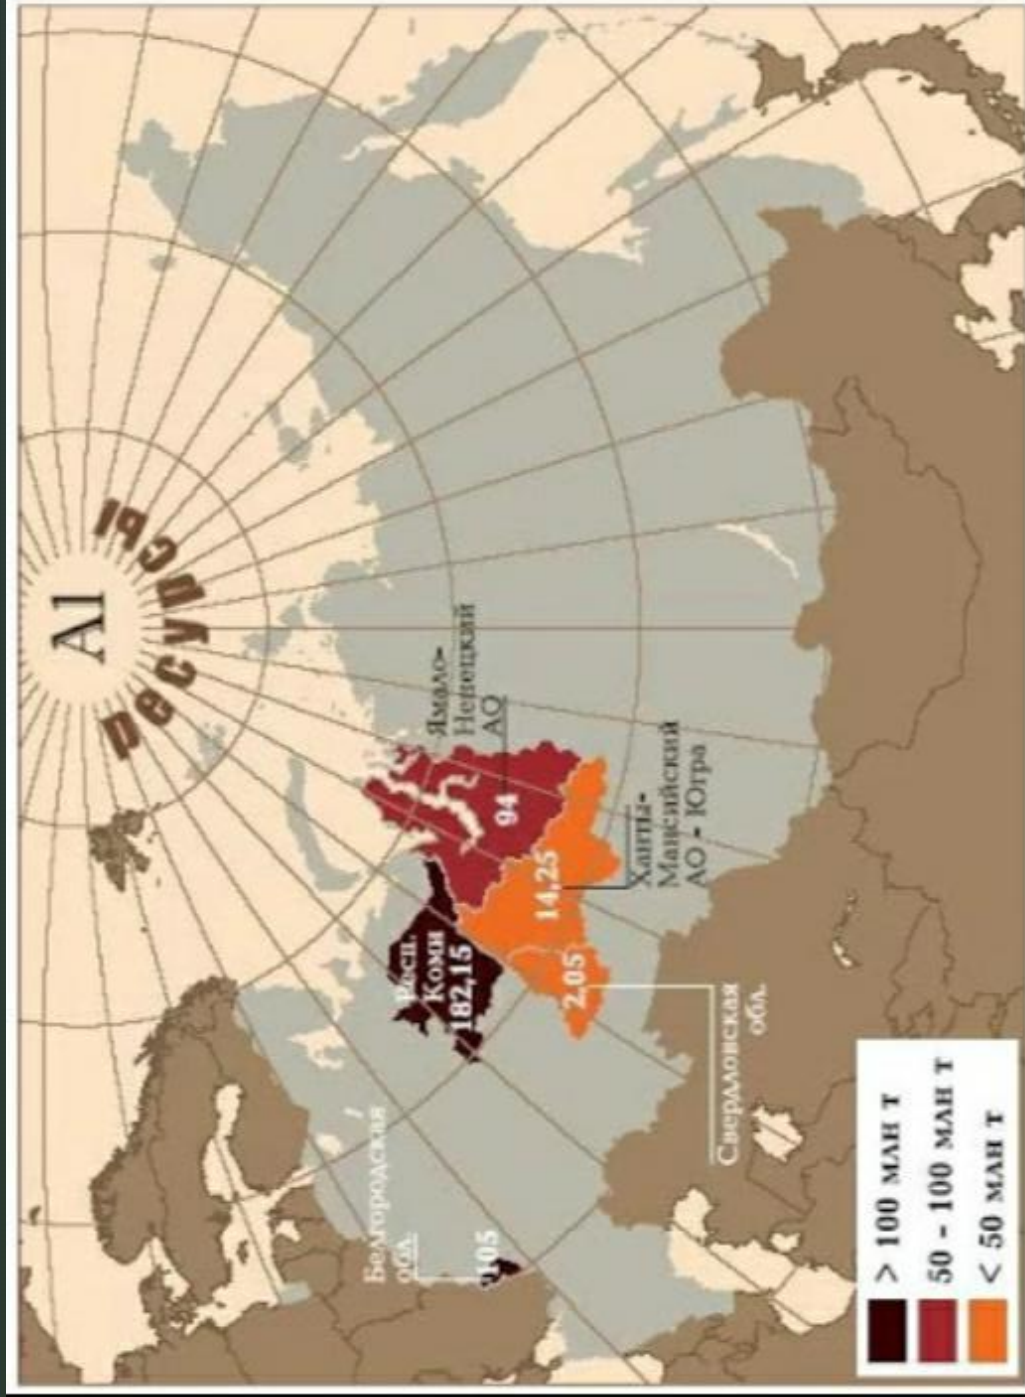 Al
ресурсы
Ямало-
Ненецкий
АО
94
Респ.
Коми
182,15
14,25
Ханты-
Мансийский
АО - Югра
2,05
Свердловская
обл.
Белгородская
обл.
105
> 100 млн т
50 - 100 млн т
< 50 млн т